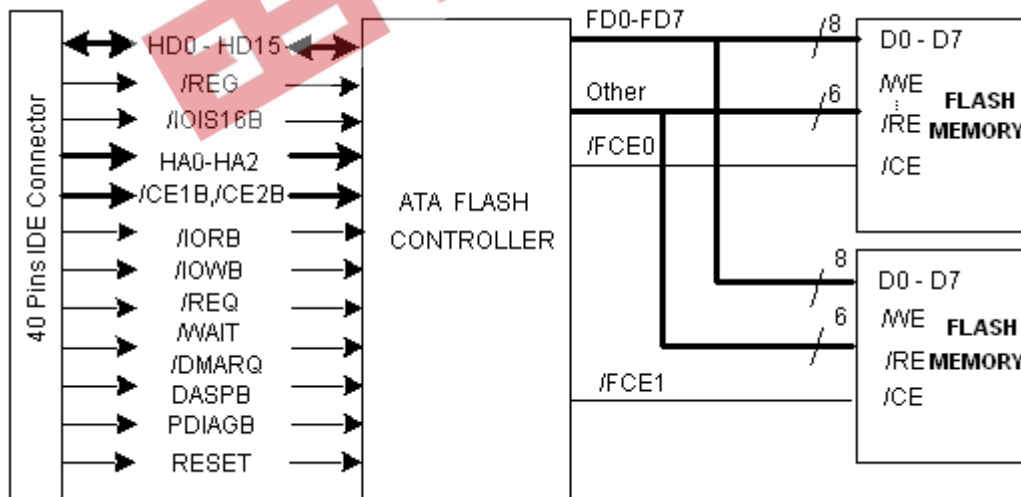 40 Pins IDE Connector
HD0 - HD15
/REG
/IOIS16B
HA0-HA2
/CE1B,/CE2B
/IORB
/IOWB
/REQ
/WAIT
/DMARQ
DASPB
PDIAGB
RESET
ATA FLASH
CONTROLLER
FD0-FD7
Other
/FCE0
/FCE1
/8
/6
D0 - D7
/WE
/RE
/CE
FLASH
MEMORY
8
6
D0 - D7
/WE
/RE
/CE
FLASH
MEMORY